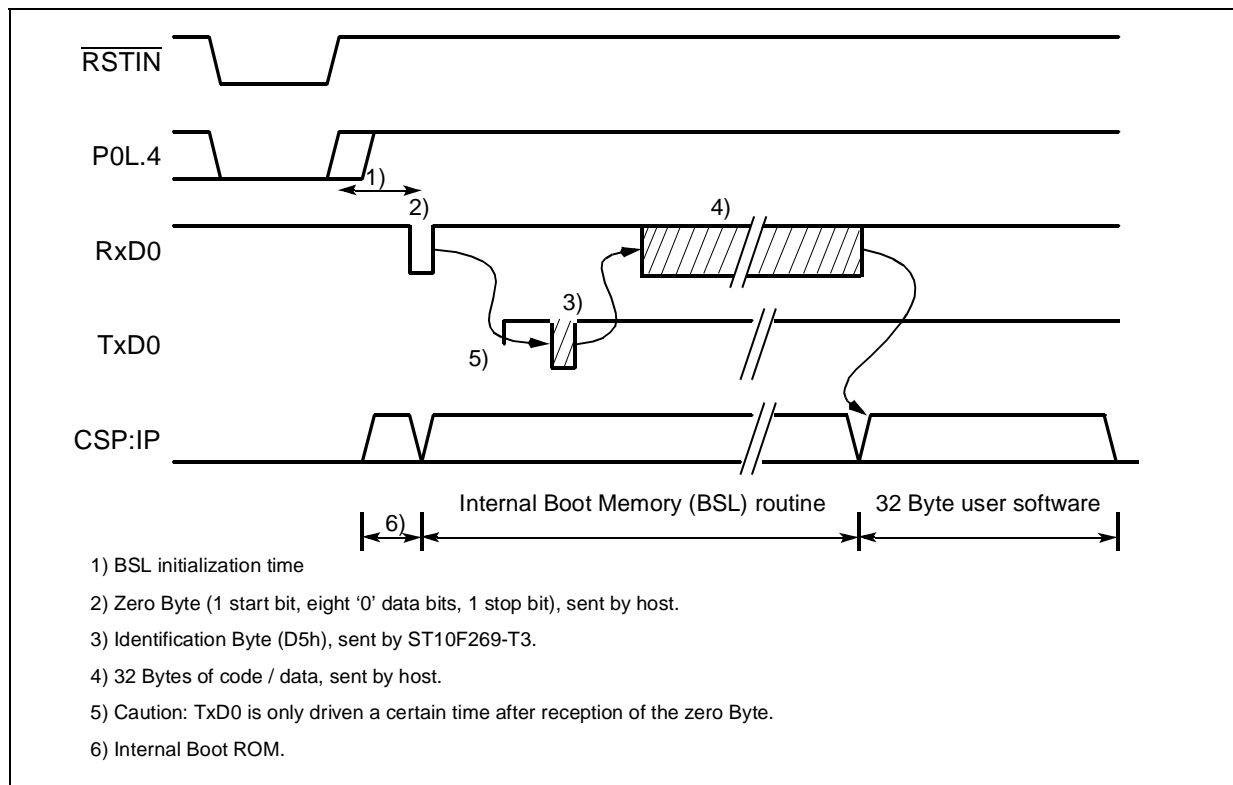 RSTIN
P0L.4
1)
2)
4)
RxD0
3)
TxD0
5)
CSP:IP
Internal Boot Memory (BSL) routine
32 Byte user software
6)
1) BSL initialization time
2) Zero Byte (1 start bit, eight ‘0’ data bits, 1 stop bit), sent by host.
3) Identification Byte (D5h), sent by ST10F269-T3.
4) 32 Bytes of code / data, sent by host.
5) Caution: TxD0 is only driven a certain time after reception of the zero Byte.
6) Internal Boot ROM.